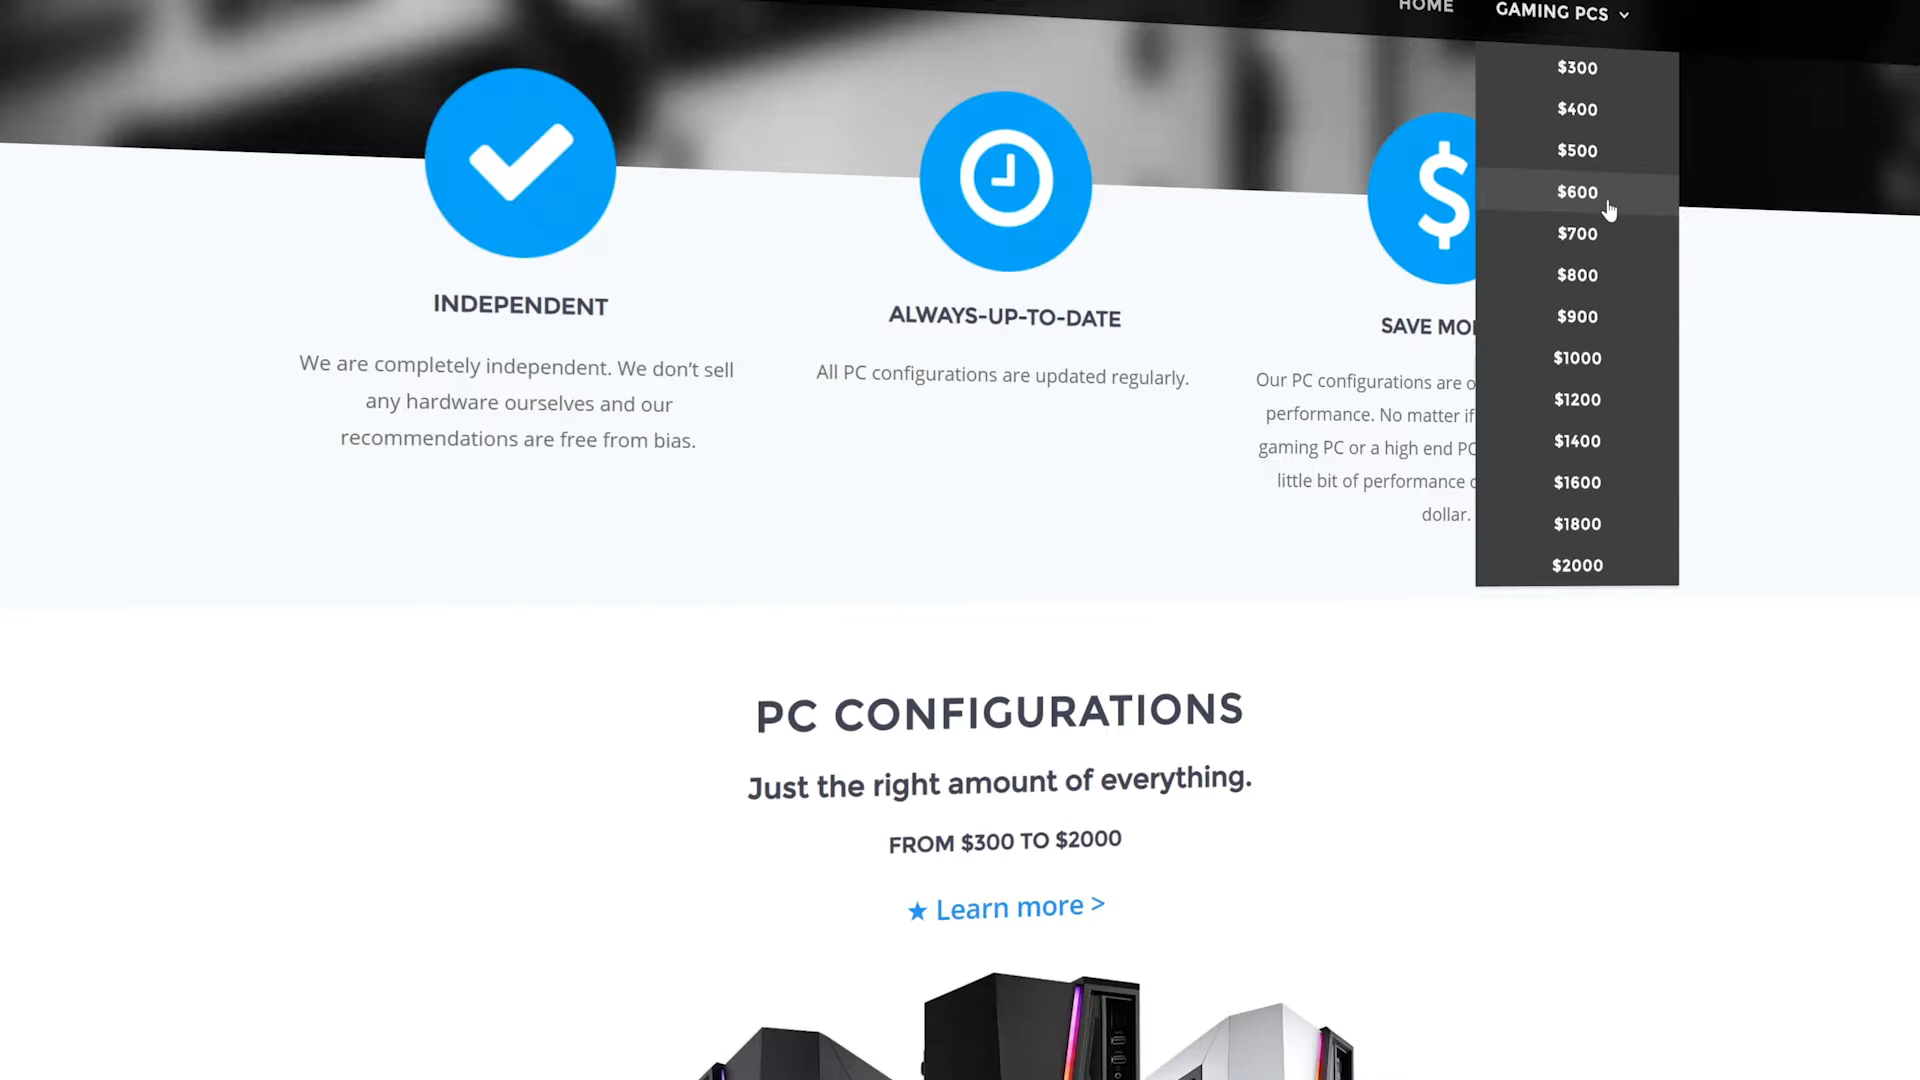 HOME
GAMING PCS
$300
$400
$500
$600
$700
$800
$900
$1000
$1200
$1400
$1600
$1800
$2000
INDEPENDENT
We are completely independent. We don’t sell
any hardware ourselves and our
recommendations are free from bias.
ALWAYS-UP-TO-DATE
All PC configurations are updated regularly.
SAVE
Our PC configurations are
performance. No matter if
gaming PC or a high end PC
little bit of performance
dollar.
PC CONFIGURATIONS
Just the right amount of everything.
FROM $300 TO $2000
★ Learn more >